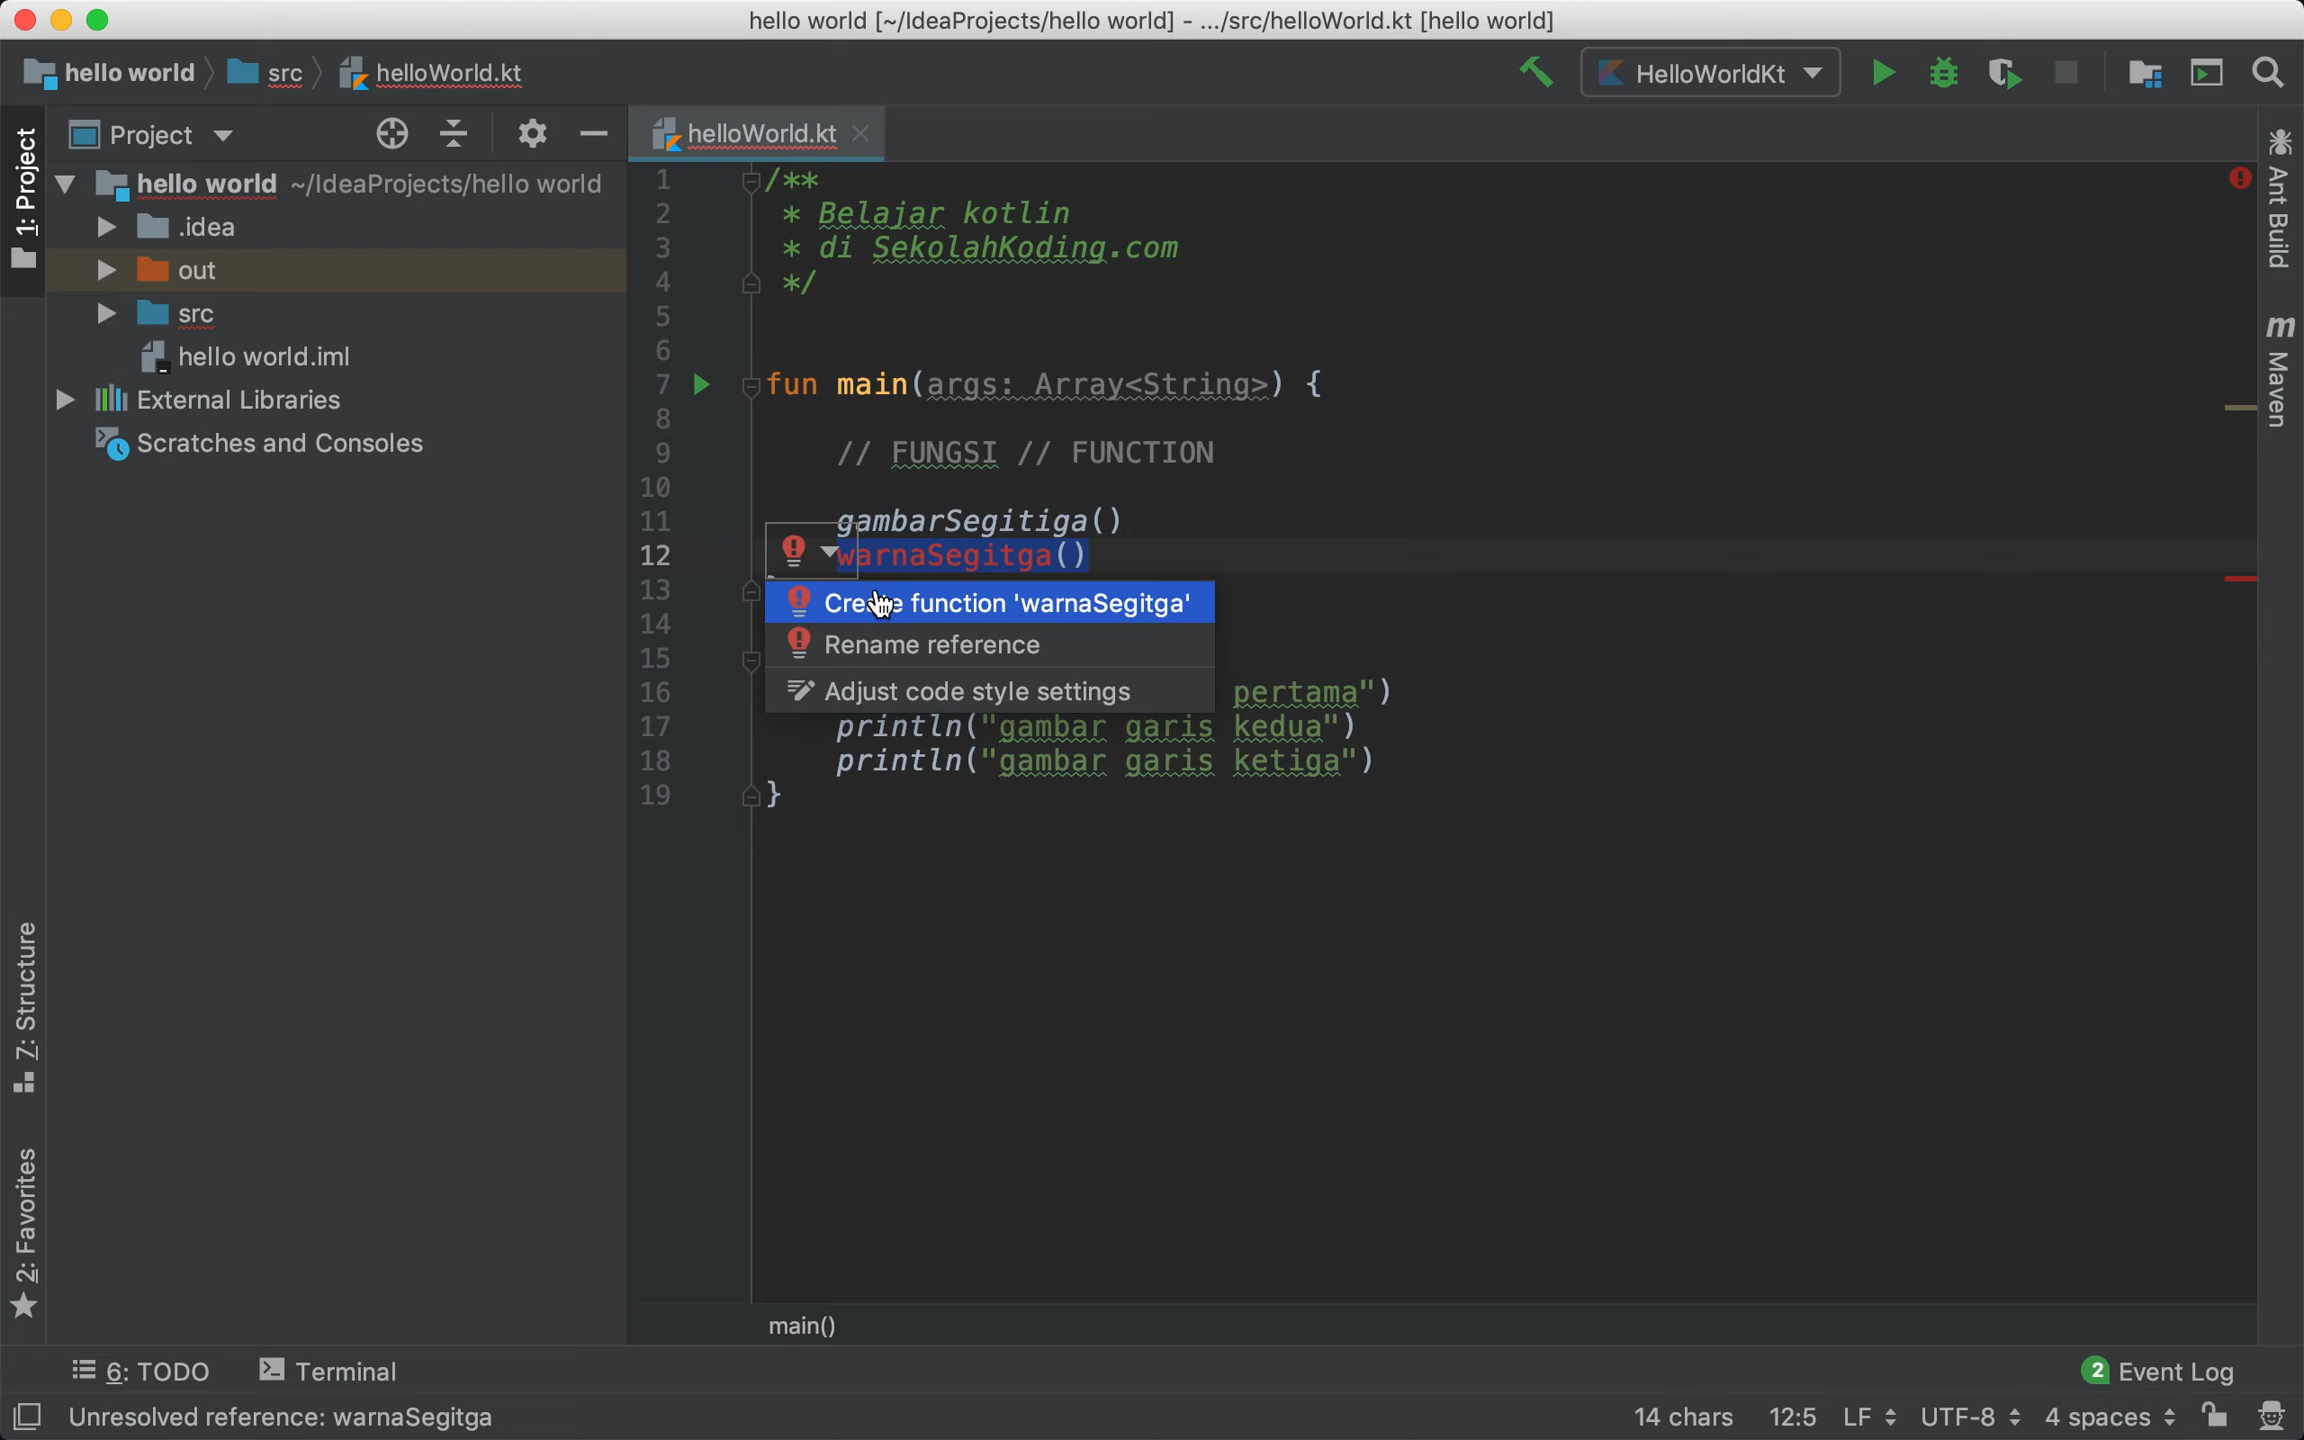 hello world [~/IdeaProjects/hello world] - .../src/helloWorld.kt [hello world]
hello world src helloWorld.kt HelloWorldKt
1: Project
Project
hello world ~/IdeaProjects/hello world
.idea
out
src
hello world.iml
External Libraries
Scratches and Consoles
7: Structure
2: Favorites
helloWorld.kt
1 /**
2 * Belajar kotlin
3 * di SekolahKoding.com
4 */
5
6
7 fun main(args: Array<String>) {
8
9 // FUNGSI // FUNCTION
10
11 gambarSegitiga()
12 warnaSegitga()
13
Create function 'warnaSegitga'
14
Rename reference
15
Adjust code style settings
16 pertama")
17 println("gambar garis kedua")
18 println("gambar garis ketiga")
19 }
main()
Ant Build
m Maven
6: TODO Terminal 2 Event Log
Unresolved reference: warnaSegitga 14 chars 12:5 LF UTF-8 4 spaces